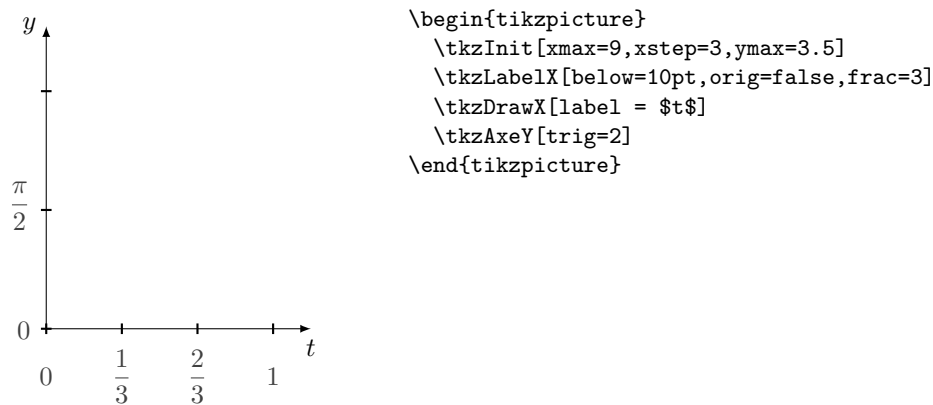 y
π/2
0
t
0 1/3 2/3 1
\begin{tikzpicture}
  \tkzInit[xmax=9,xstep=3,ymax=3.5]
  \tkzLabelX[below=10pt,orig=false,frac=3]
  \tkzDrawX[label = $t$]
  \tkzAxeY[trig=2]
\end{tikzpicture}